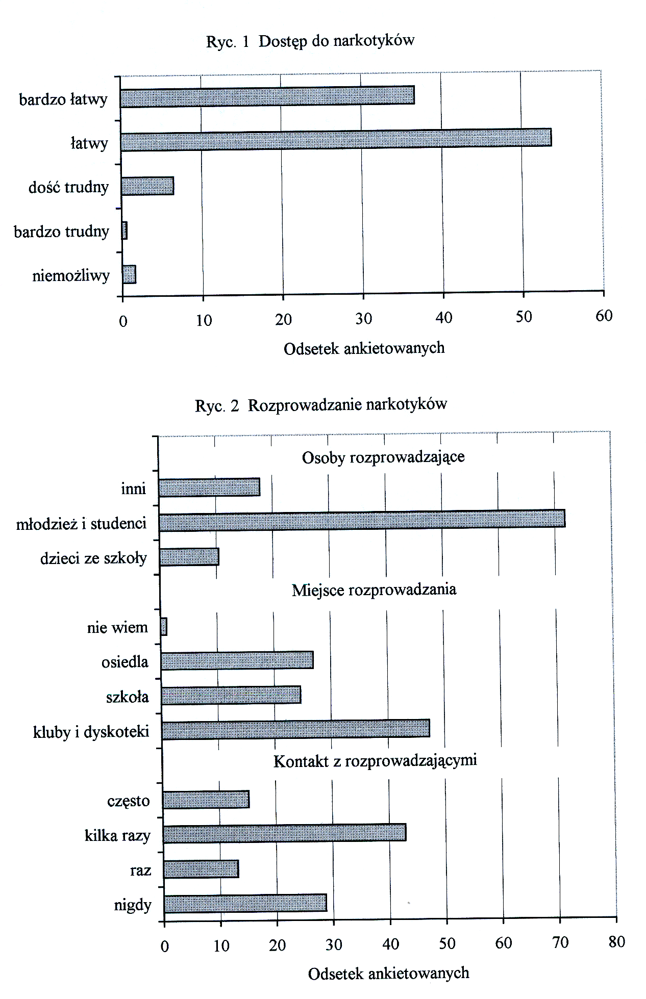 Ryc. 1 Dostęp do narkotyków
bardzo łatwy
łatwy
dość trudny
bardzo trudny
niemożliwy
0 10 20 30 40 50 60
Odsetek ankietowanych
Ryc. 2 Rozprowadzanie narkotyków
Osoby rozprowadzające
inni
młodzież i studenci
dzieci ze szkoły
Miejsce rozprowadzania
nie wiem
osiedla
szkoła
kluby i dyskoteki
Kontakt z rozprowadzającymi
często
kilka razy
raz
nigdy
0 10 20 30 40 50 60 70 80
Odsetek ankietowanych